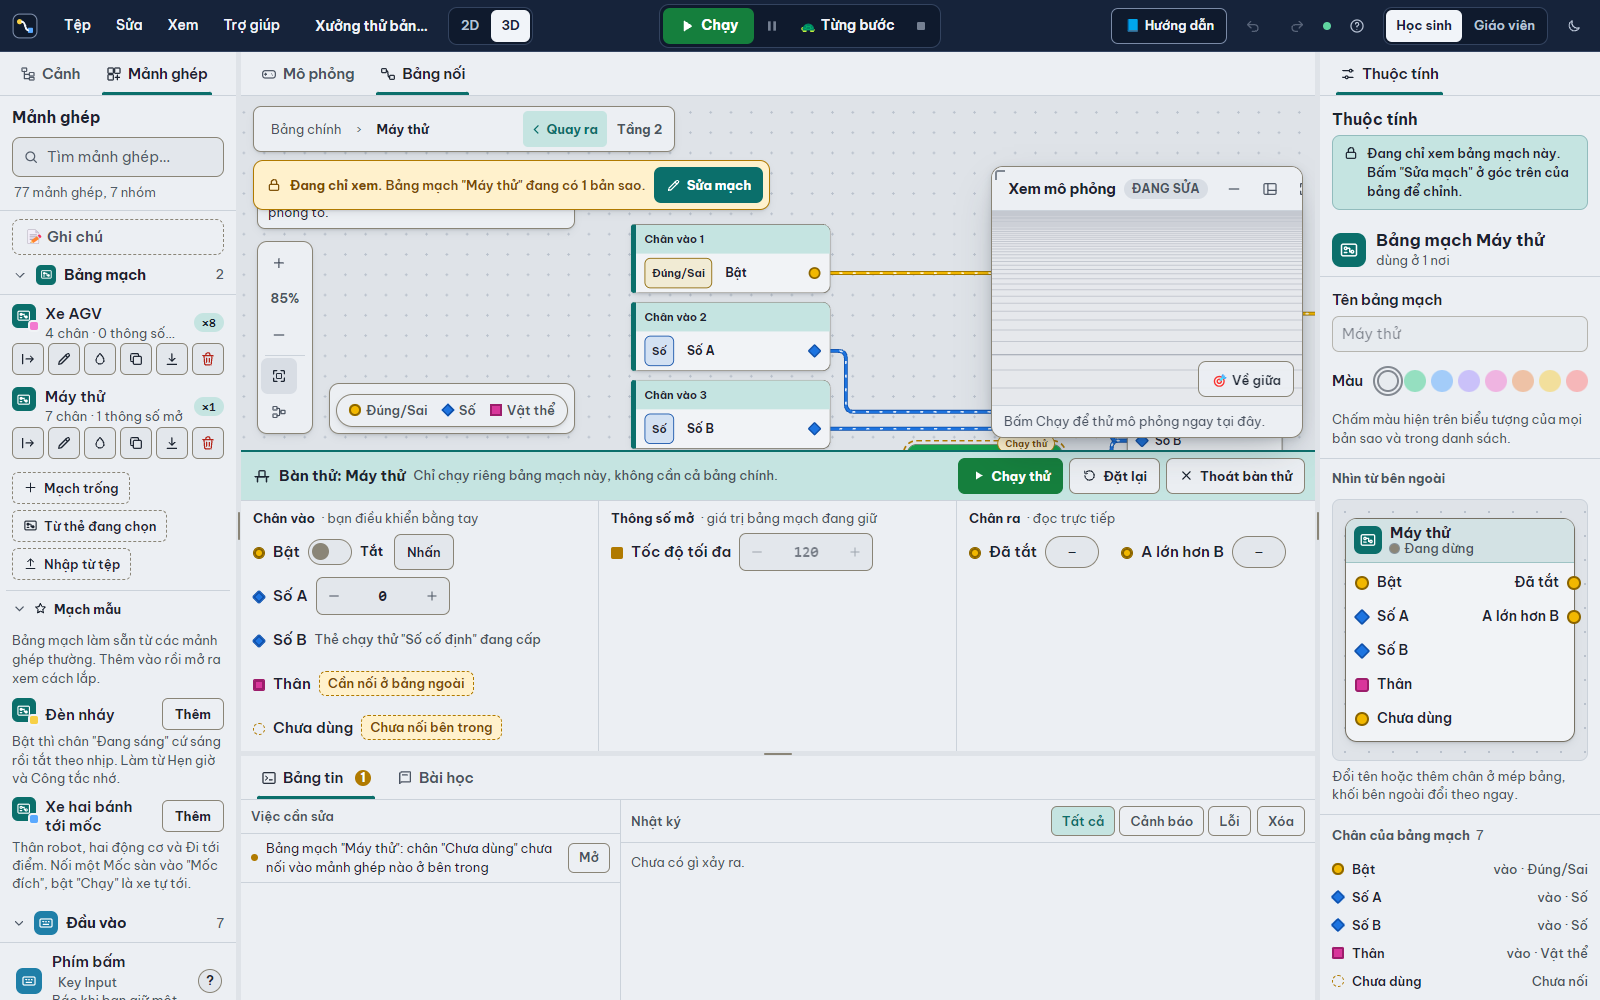 Tệp Sửa Xem Trợ giúp Xưởng thử bản... 2D 3D Chạy Từng bước Hướng dẫn Học sinh Giáo viên
Cảnh Mảnh ghép
Mảnh ghép
Tìm mảnh ghép...
77 mảnh ghép, 7 nhóm
Ghi chú
Bảng mạch 2
Xe AGV
4 chân · 0 thông số...
×8
Máy thử
7 chân · 1 thông số mở
×1
Mạch trống
Từ thẻ đang chọn
Nhập từ tệp
Mạch mẫu
Bảng mạch làm sẵn từ các mảnh
ghép thường. Thêm vào rồi mở ra
xem cách lắp.
Đèn nháy Thêm
Bật thì chân "Đang sáng" cứ sáng
rồi tắt theo nhịp. Làm từ Hẹn giờ
và Công tắc nhớ.
Xe hai bánh
tới mốc
Thêm
Thân robot, hai động cơ và Đi tới
điểm. Nối một Mốc sàn vào "Mốc
đích", bật "Chạy" là xe tự tới.
Đầu vào 7
Phím bấm
Key Input
?
Mô phỏng Bảng nối
Bảng chính › Máy thử Quay ra Tầng 2
Đang chỉ xem. Bảng mạch "Máy thử" đang có 1 bản sao. Sửa mạch
phóng to.
85%
Đúng/Sai Số Vật thể
Chân vào 1
Đúng/Sai Bật
Chân vào 2
Số Số A
Chân vào 3
Số Số B
Xem mô phỏng ĐANG SỬA
Về giữa
Bấm Chạy để thử mô phỏng ngay tại đây.
Chạy thử
Số B
Bàn thử: Máy thử Chỉ chạy riêng bảng mạch này, không cần cả bảng chính. Chạy thử Đặt lại Thoát bàn thử
Chân vào · bạn điều khiển bằng tay
Bật Tắt Nhấn
Số A − 0 +
Số B Thẻ chạy thử "Số cố định" đang cấp
Thân Cần nối ở bảng ngoài
Chưa dùng Chưa nối bên trong
Thông số mở · giá trị bảng mạch đang giữ
Tốc độ tối đa − 120 +
Chân ra · đọc trực tiếp
Đã tắt – A lớn hơn B –
Bảng tin 1 Bài học
Việc cần sửa
Bảng mạch "Máy thử": chân "Chưa dùng" chưa
nối vào mảnh ghép nào ở bên trong
Mở
Nhật ký Tất cả Cảnh báo Lỗi Xóa
Chưa có gì xảy ra.
Thuộc tính
Thuộc tính
Đang chỉ xem bảng mạch này.
Bấm "Sửa mạch" ở góc trên của
bảng để chỉnh.
Bảng mạch Máy thử
dùng ở 1 nơi
Tên bảng mạch
Máy thử
Màu
Chấm màu hiện trên biểu tượng của mọi
bản sao và trong danh sách.
Nhìn từ bên ngoài
Máy thử
Đang dừng
Bật Đã tắt
Số A A lớn hơn B
Số B
Thân
Chưa dùng
Đổi tên hoặc thêm chân ở mép bảng,
khối bên ngoài đổi theo ngay.
Chân của bảng mạch 7
Bật vào · Đúng/Sai
Số A vào · Số
Số B vào · Số
Thân vào · Vật thể
Chưa dùng Chưa nối